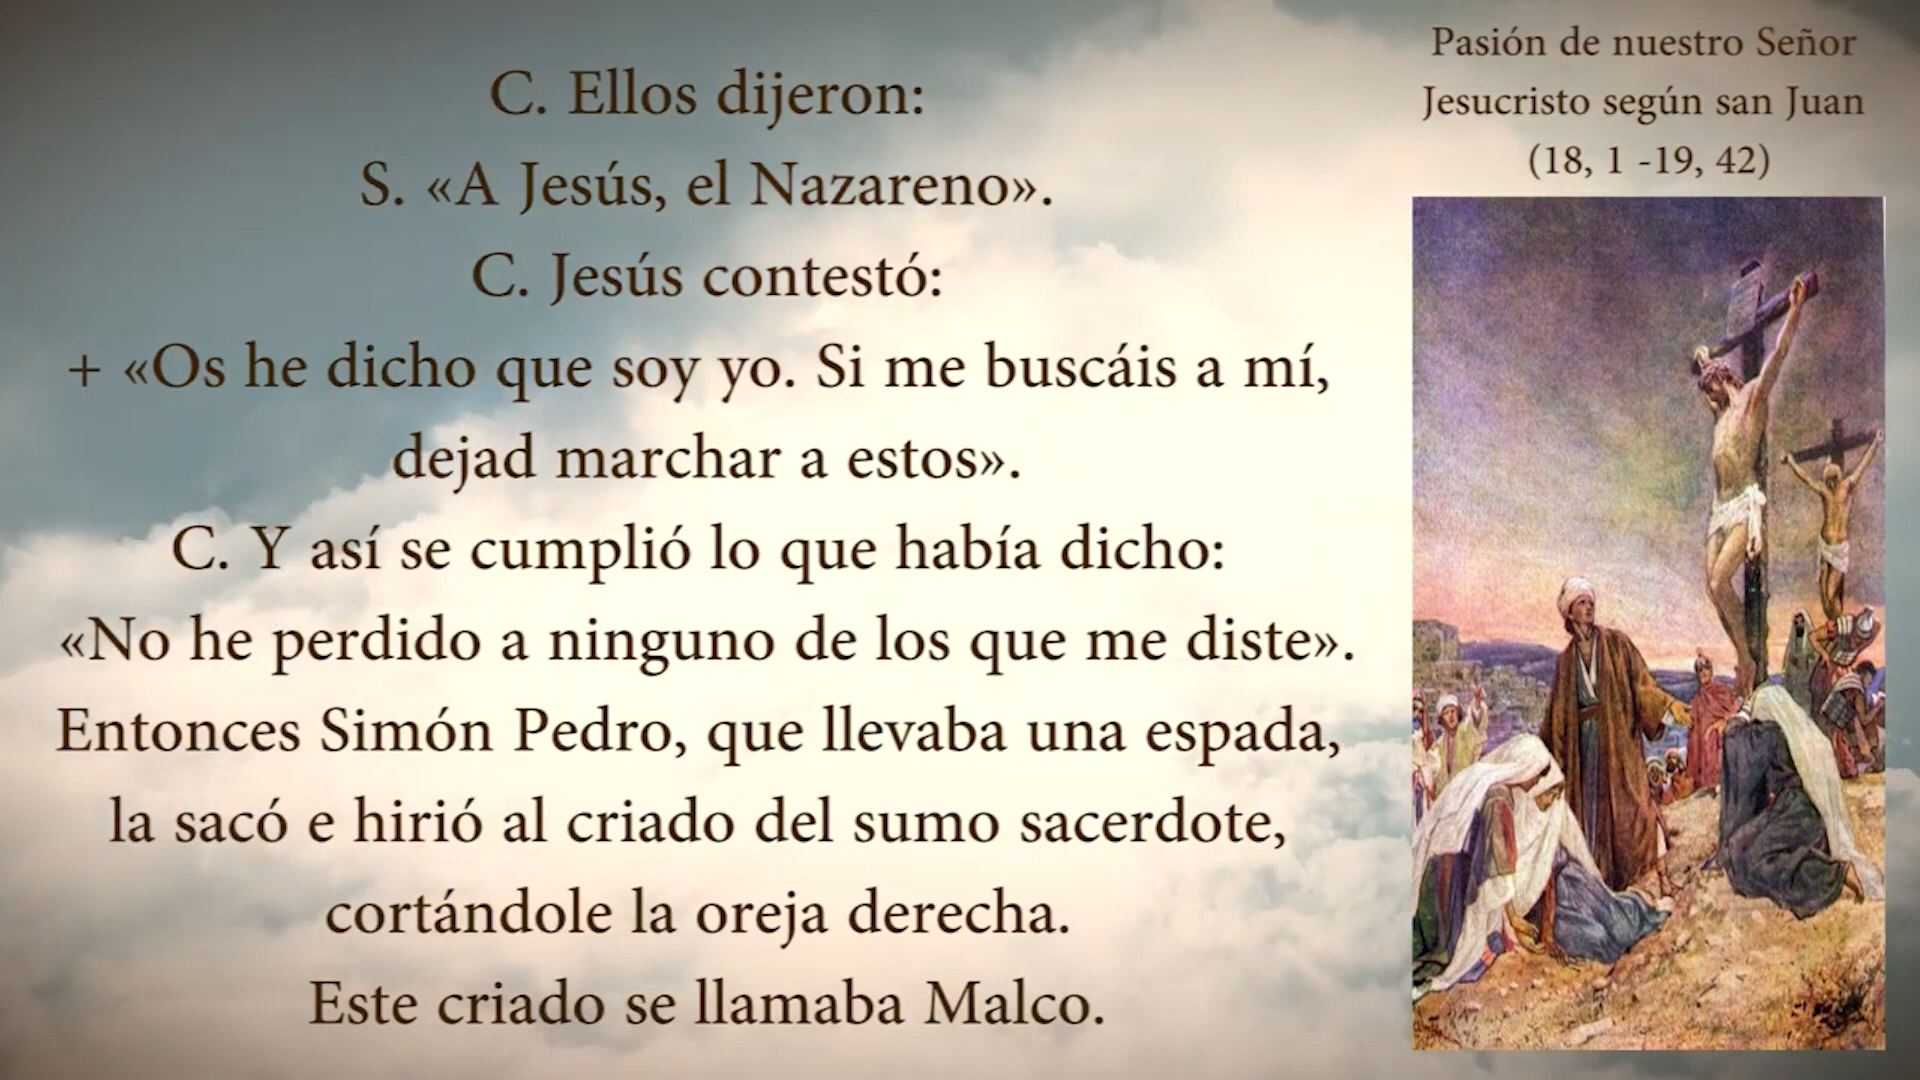 C. Ellos dijeron:
S. «A Jesús, el Nazareno».
C. Jesús contestó:
+ «Os he dicho que soy yo. Si me buscáis a mí,
dejad marchar a estos».
C. Y así se cumplió lo que había dicho:
«No he perdido a ninguno de los que me diste».
Entonces Simón Pedro, que llevaba una espada,
la sacó e hirió al criado del sumo sacerdote,
cortándole la oreja derecha.
Este criado se llamaba Malco.
Pasión de nuestro Señor
Jesucristo según san Juan
(18, 1 -19, 42)